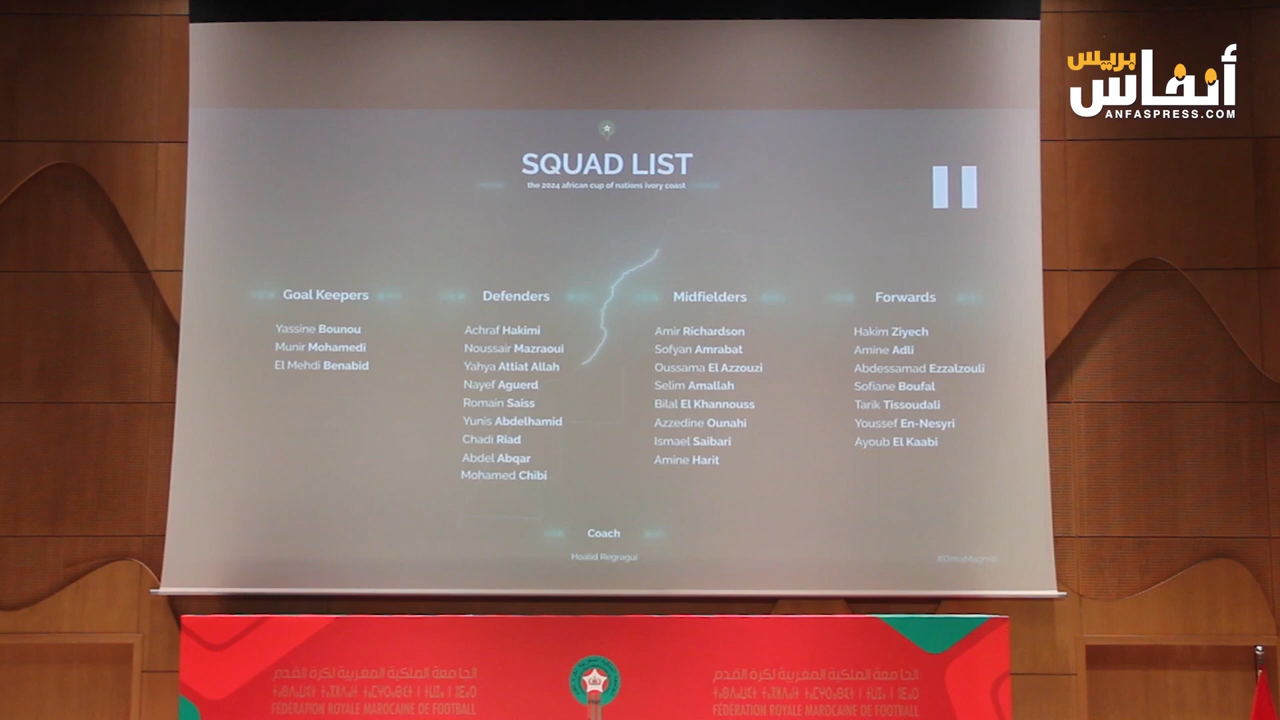 أنفاس بريس
ANFASPRESS.COM
SQUAD LIST
the 2024 african cup of nations ivory coast
Goal Keepers
Yassine Bounou
Munir Mohamedi
El Mehdi Benabid
Defenders
Achraf Hakimi
Noussair Mazraoui
Yahya Attiat Allah
Nayef Aguerd
Romain Saiss
Yunis Abdelhamid
Chadi Riad
Abdel Abqar
Mohamed Chibi
Midfielders
Amir Richardson
Sofyan Amrabat
Oussama El Azzouzi
Selim Amallah
Bilal El Khannouss
Azzedine Ounahi
Ismael Saibari
Amine Harit
Forwards
Hakim Ziyech
Amine Adli
Abdessamad Ezzalzouli
Sofiane Boufal
Tarik Tissoudali
Youssef En-Nesyri
Ayoub El Kaabi
Coach
Hoalid Regragui
#DimaMaghrib
الجامعة الملكية المغربية لكرة القدم
FÉDÉRATION ROYALE MAROCAINE DE FOOTBALL
الجامعة الملكية المغربية لكرة القدم
FÉDÉRATION ROYALE MAROCAINE DE FOOTBALL